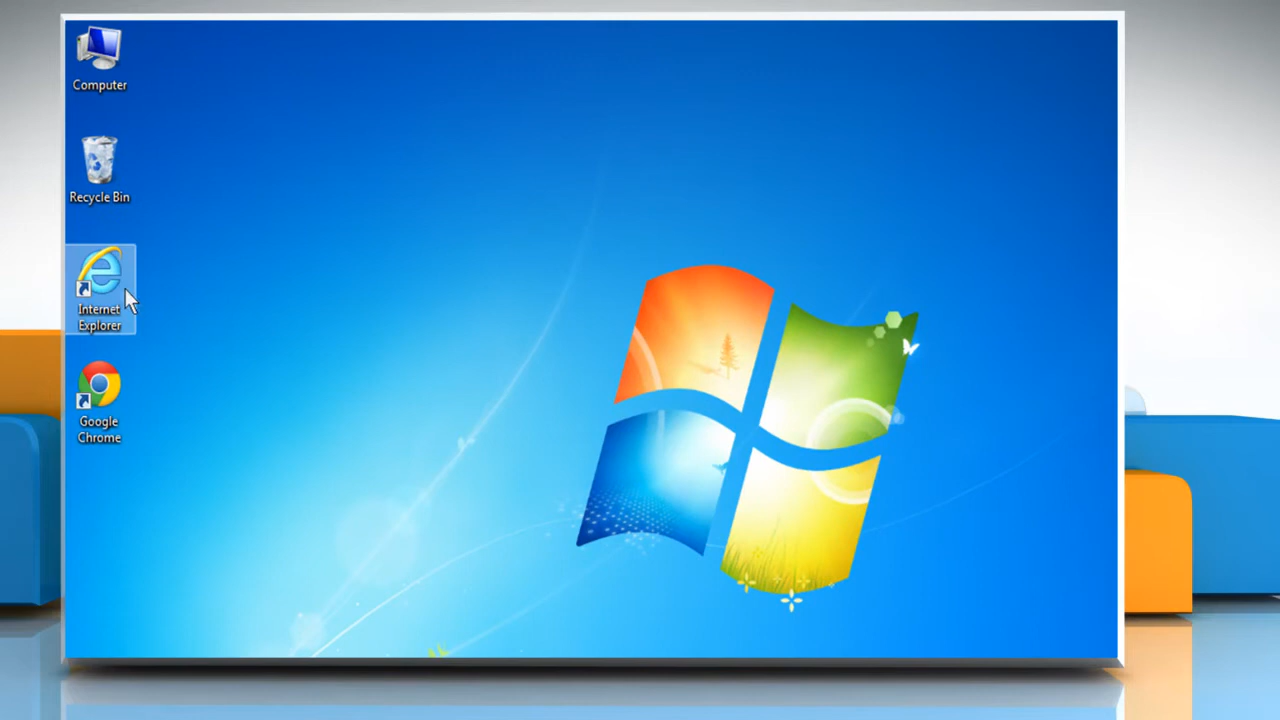 Computer
Recycle Bin
Internet
Explorer
Google
Chrome